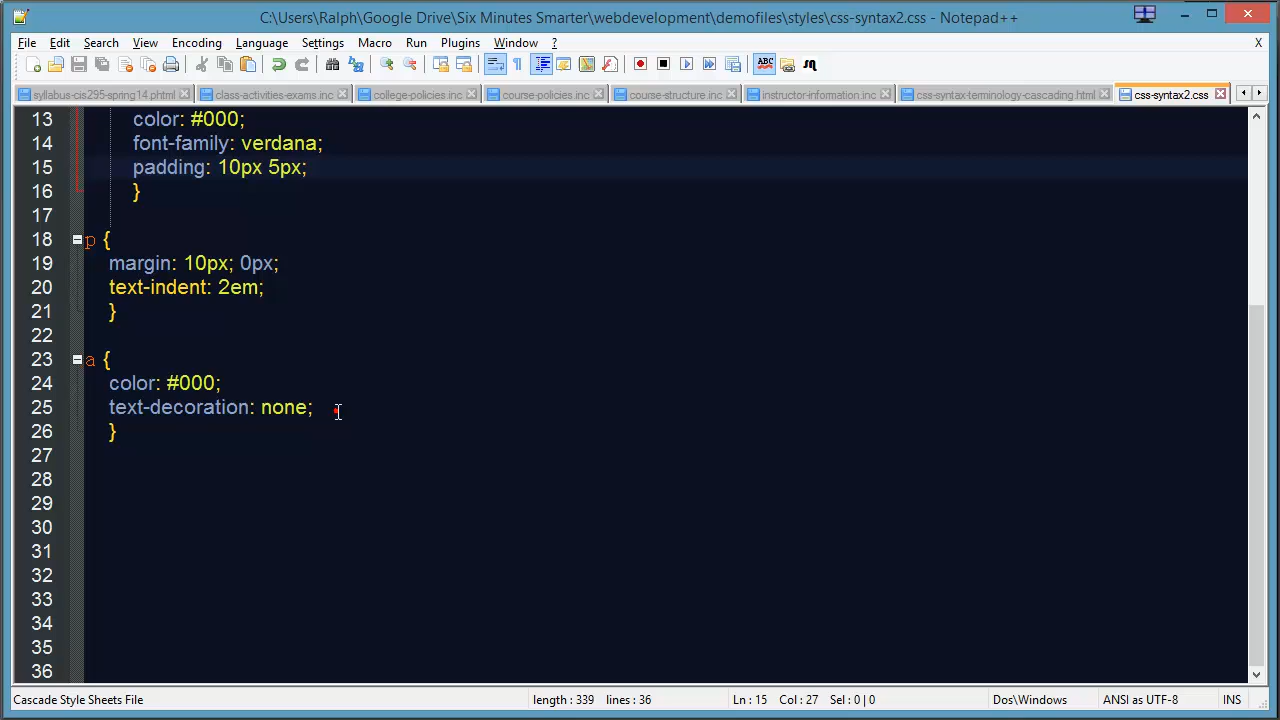 C:\Users\Ralph\Google Drive\Six Minutes Smarter\webdevelopment\demofiles\styles\css-syntax2.css - Notepad++
File Edit Search View Encoding Language Settings Macro Run Plugins Window ? X
ABC
syllabus-cis295-spring14.phtml class-activities-exams.inc college-policies.inc course-policies.inc course-structure.inc instructor-information.inc css-syntax-terminology-cascading.html css-syntax2.css
13 color: #000;
14 font-family: verdana;
15 padding: 10px 5px;
16 }
17
18 p {
19 margin: 10px; 0px;
20 text-indent: 2em;
21 }
22
23 a {
24 color: #000;
25 text-decoration: none;
26 }
27
28
29
30
31
32
33
34
35
36
Cascade Style Sheets File length : 339 lines : 36 Ln : 15 Col : 27 Sel : 0 | 0 Dos\Windows ANSI as UTF-8 INS